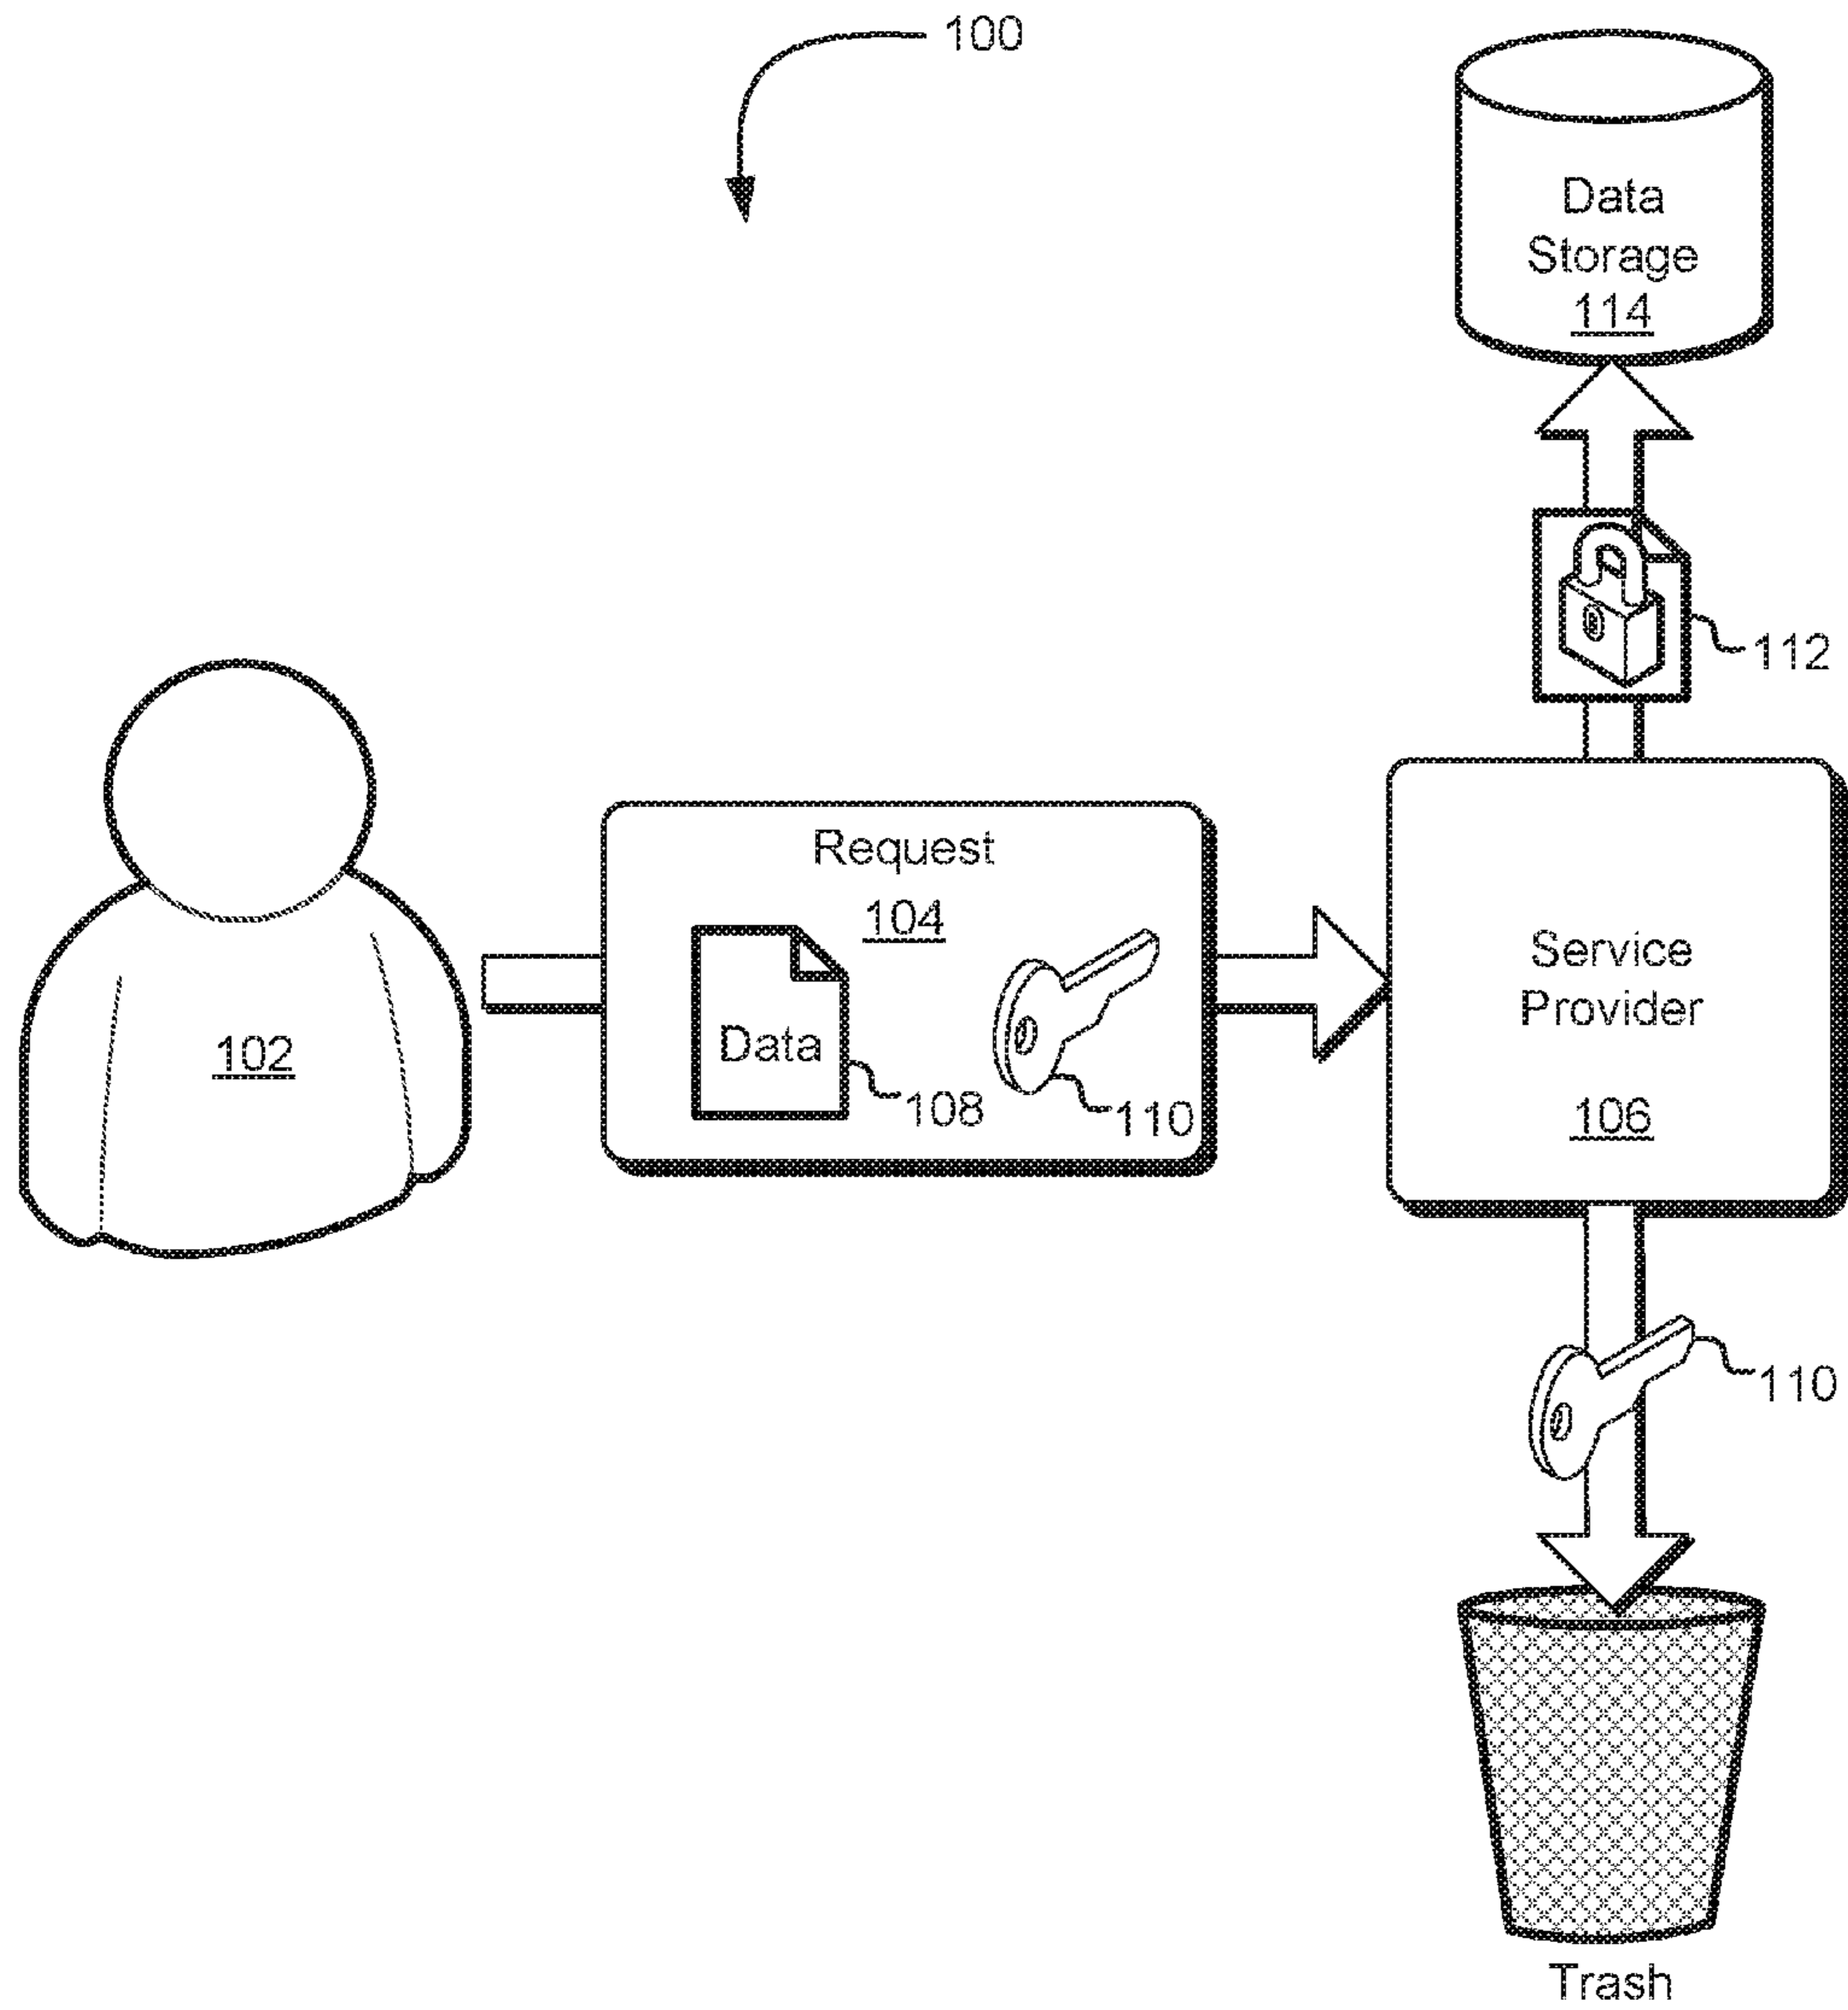 100
Data
Storage
114
112
Request
104
Data
108
110
102
Service
Provider
106
110
Trash